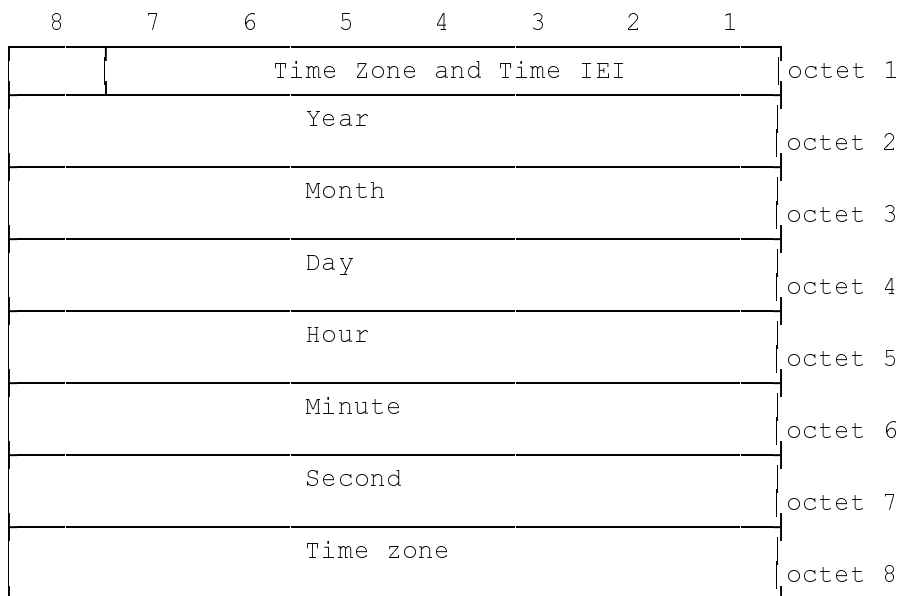 8 7 6 5 4 3 2 1
Time Zone and Time IEI octet 1
Year
octet 2
Month
octet 3
Day
octet 4
Hour
octet 5
Minute
octet 6
Second
octet 7
Time zone
octet 8